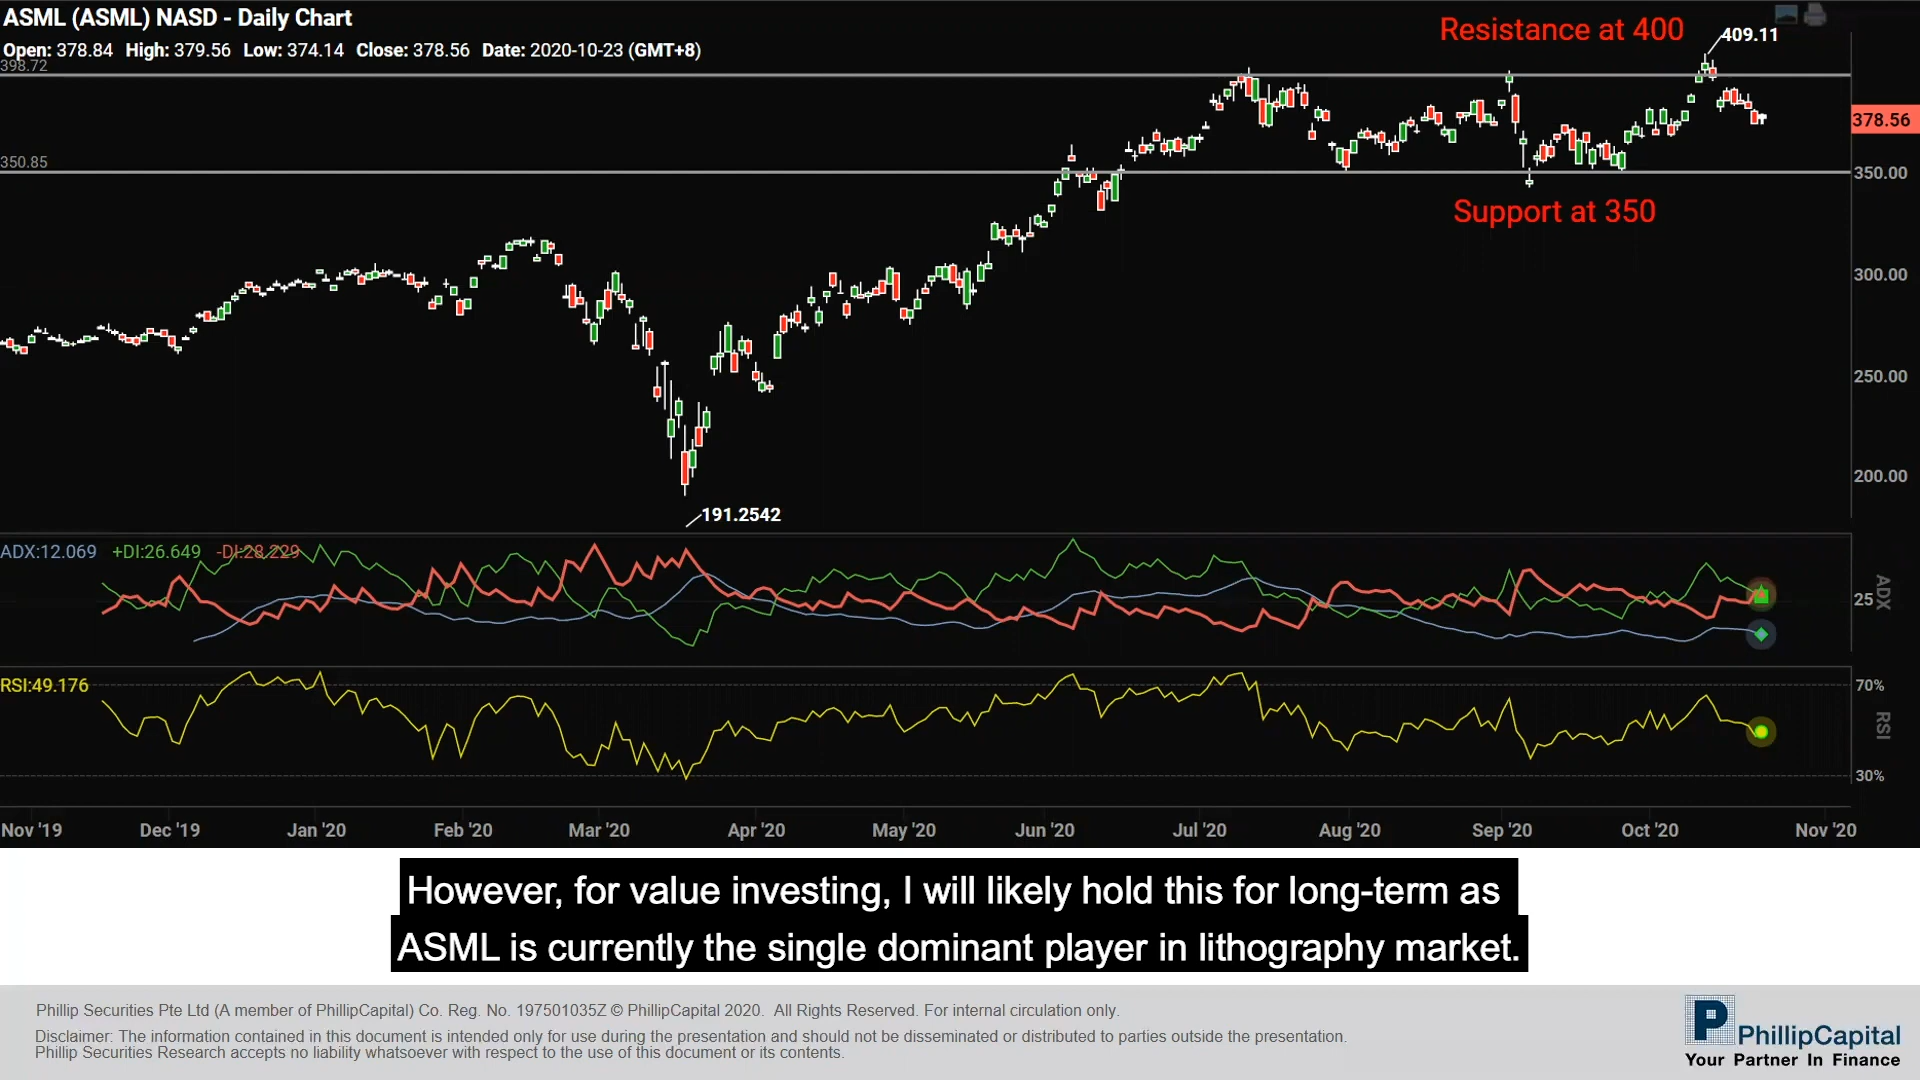 ASML (ASML) NASD - Daily Chart
Open: 378.84 High: 379.56 Low: 374.14 Close: 378.56 Date: 2020-10-23 (GMT+8)
398.72
Resistance at 400
409.11
378.56
350.85
350.00
Support at 350
300.00
250.00
200.00
191.2542
ADX:12.069 +DI:26.649 -DI:28.229
25
ADX
RSI:49.176
70%
RSI
30%
Nov '19 Dec '19 Jan '20 Feb '20 Mar '20 Apr '20 May '20 Jun '20 Jul '20 Aug '20 Sep '20 Oct '20 Nov '20
However, for value investing, I will likely hold this for long-term as
ASML is currently the single dominant player in lithography market.
Phillip Securities Pte Ltd (A member of PhillipCapital) Co. Reg. No. 197501035Z © PhillipCapital 2020. All Rights Reserved. For internal circulation only.
Disclaimer: The information contained in this document is intended only for use during the presentation and should not be disseminated or distributed to parties outside the presentation.
Phillip Securities Research accepts no liability whatsoever with respect to the use of this document or its contents.
P
PhillipCapital
Your Partner In Finance